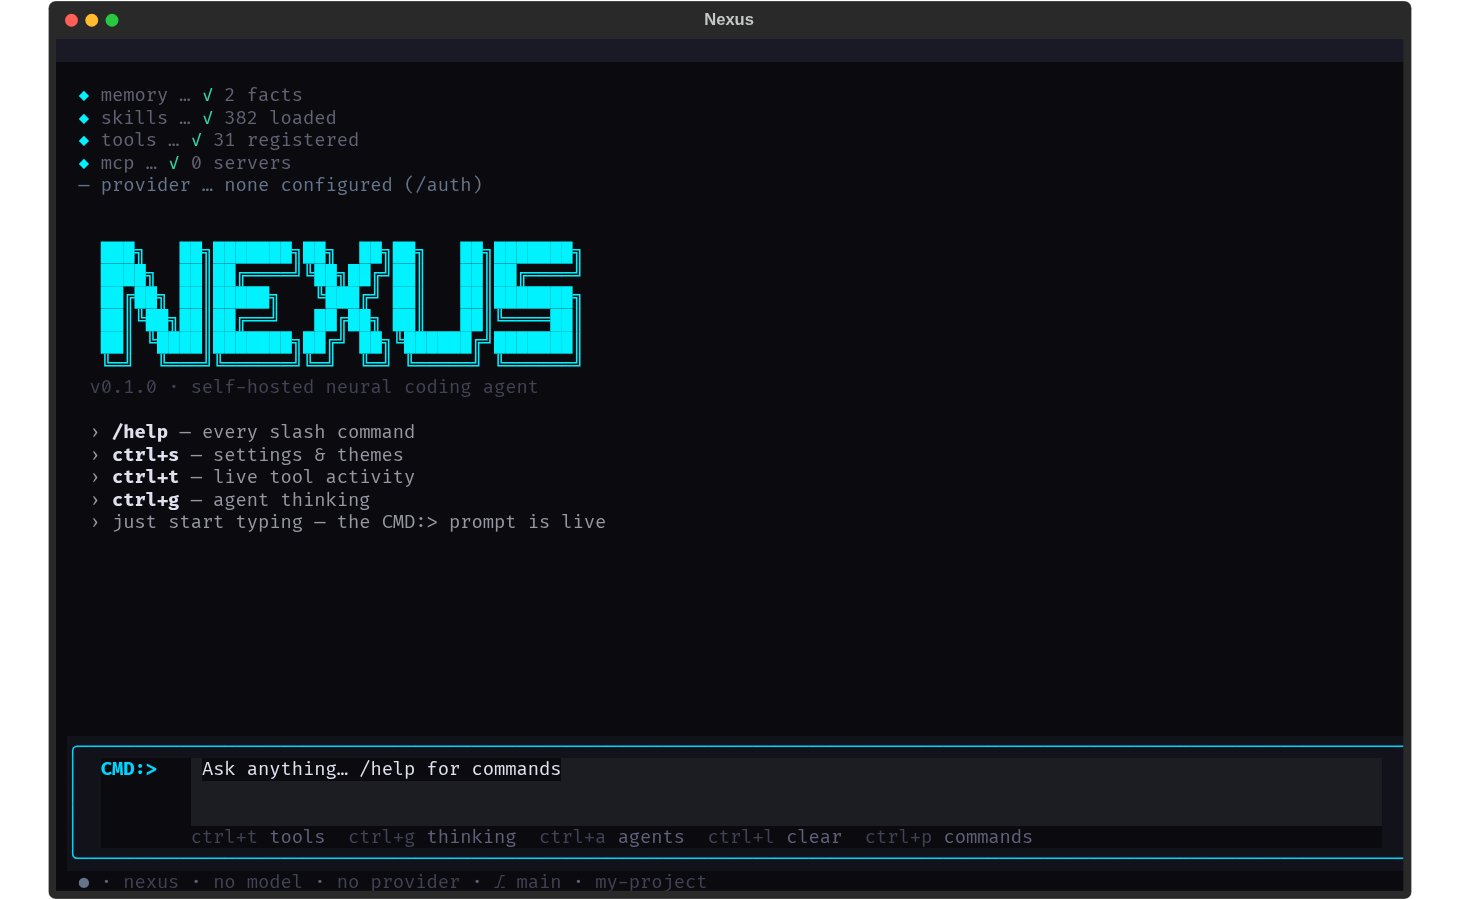 Nexus
◆ memory … √ 2 facts
◆ skills … √ 382 loaded
◆ tools … √ 31 registered
◆ mcp … √ 0 servers
— provider … none configured (/auth)
NEXUS
v0.1.0 · self-hosted neural coding agent
› /help — every slash command
› ctrl+s — settings & themes
› ctrl+t — live tool activity
› ctrl+g — agent thinking
› just start typing — the CMD:> prompt is live
CMD:> Ask anything… /help for commands
ctrl+t tools ctrl+g thinking ctrl+a agents ctrl+l clear ctrl+p commands
● · nexus · no model · no provider · ⎇ main · my-project